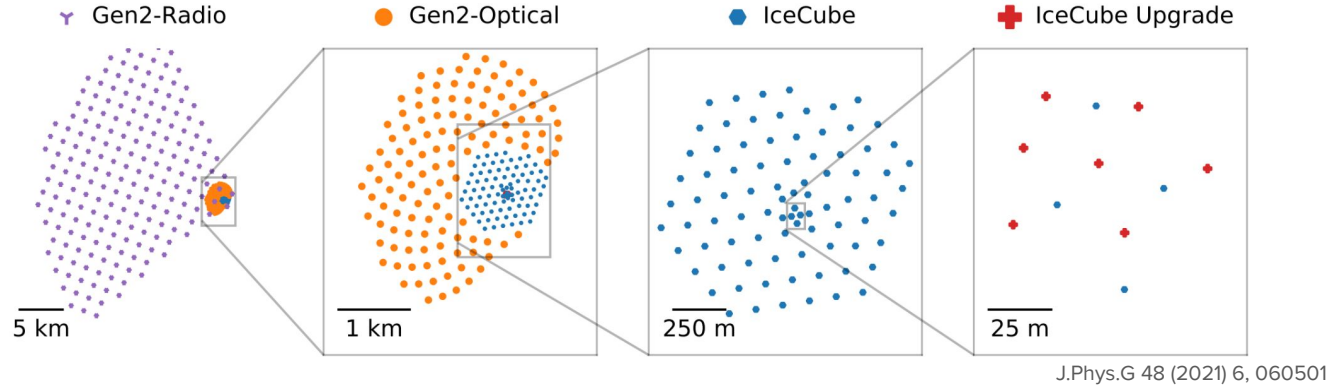 Gen2-Radio
Gen2-Optical
IceCube
IceCube Upgrade
5 km
1 km
250 m
25 m
J.Phys.G 48 (2021) 6, 060501